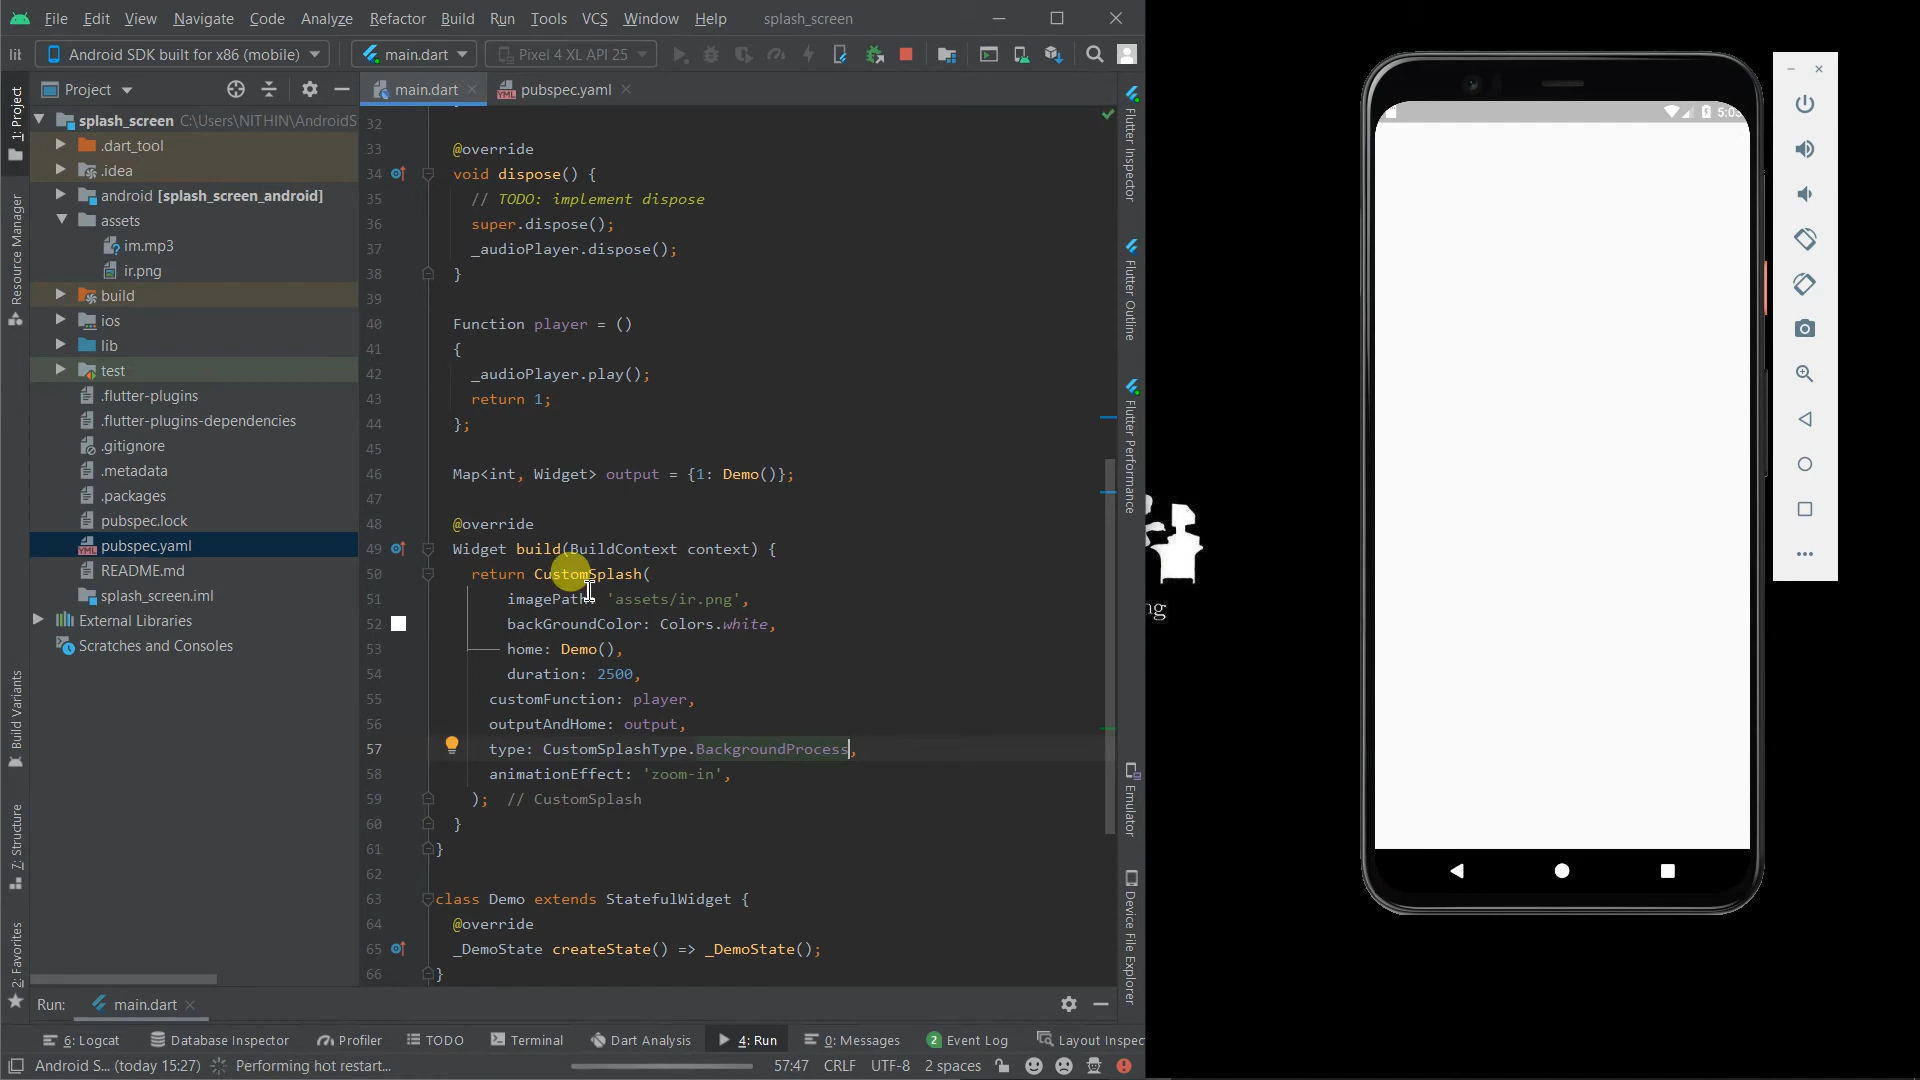 File Edit View Navigate Code Analyze Refactor Build Run Tools VCS Window Help splash_screen
lit Android SDK built for x86 (mobile) main.dart Pixel 4 XL API 25
Project main.dart pubspec.yaml
splash_screen C:\Users\NITHIN\AndroidS
.dart_tool
.idea
android [splash_screen_android]
assets
im.mp3
ir.png
build
ios
lib
test
.flutter-plugins
.flutter-plugins-dependencies
.gitignore
.metadata
.packages
pubspec.lock
pubspec.yaml
README.md
splash_screen.iml
External Libraries
Scratches and Consoles
1: Project
Resource Manager
Build Variants
7: Structure
2: Favorites
32
33 @override
34 void dispose() {
35 // TODO: implement dispose
36 super.dispose();
37 _audioPlayer.dispose();
38 }
39
40 Function player = ()
41 {
42 _audioPlayer.play();
43 return 1;
44 };
45
46 Map<int, Widget> output = {1: Demo()};
47
48 @override
49 Widget build(BuildContext context) {
50 return CustomSplash(
51 imagePath: 'assets/ir.png',
52 backGroundColor: Colors.white,
53 home: Demo(),
54 duration: 2500,
55 customFunction: player,
56 outputAndHome: output,
57 type: CustomSplashType.BackgroundProcess,
58 animationEffect: 'zoom-in',
59 ); // CustomSplash
60 }
61 }
62
63 class Demo extends StatefulWidget {
64 @override
65 _DemoState createState() => _DemoState();
66 }
Flutter Inspector
Flutter Outline
Flutter Performance
Emulator
Device File Explorer
ng
5:03
Run: main.dart
6: Logcat Database Inspector Profiler TODO Terminal Dart Analysis 4: Run 0: Messages 2 Event Log Layout Inspec
Android S... (today 15:27) Performing hot restart... 57:47 CRLF UTF-8 2 spaces